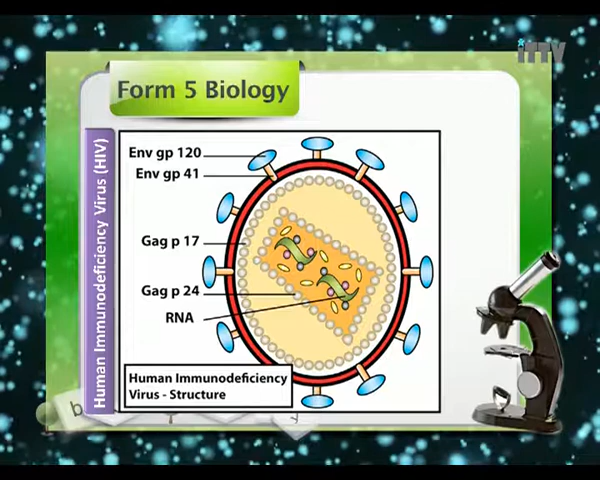 iTTV
Form 5 Biology
Human Immunodeficiency Virus (HIV)
Env gp 120
Env gp 41
Gag p 17
Gag p 24
RNA
Human Immunodeficiency
Virus - Structure
b
y